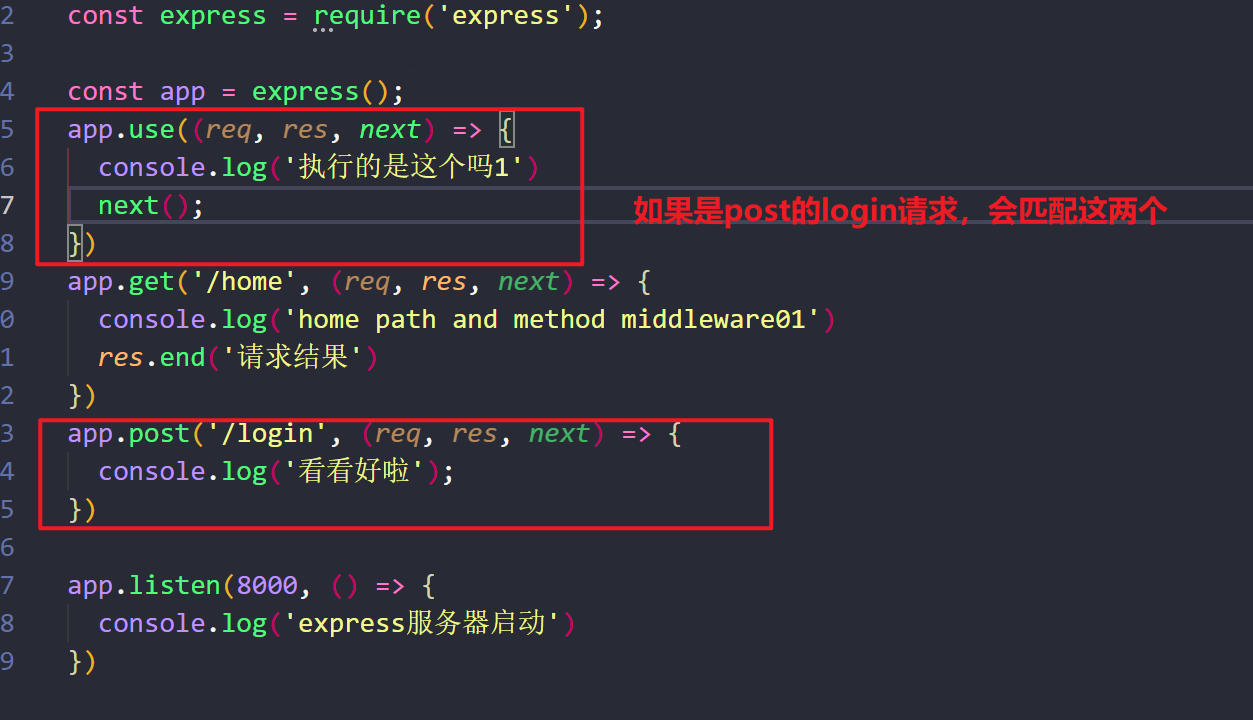 2 const express = require('express');
3
4 const app = express();
5 app.use((req, res, next) => {
6 console.log('执行的是这个吗1')
7 next();
如果是post的login请求，会匹配这两个
8 })
9 app.get('/home', (req, res, next) => {
0 console.log('home path and method middleware01')
1 res.end('请求结果')
2 })
3 app.post('/login', (req, res, next) => {
4 console.log('看看好啦');
5 })
6
7 app.listen(8000, () => {
8 console.log('express服务器启动')
9 })